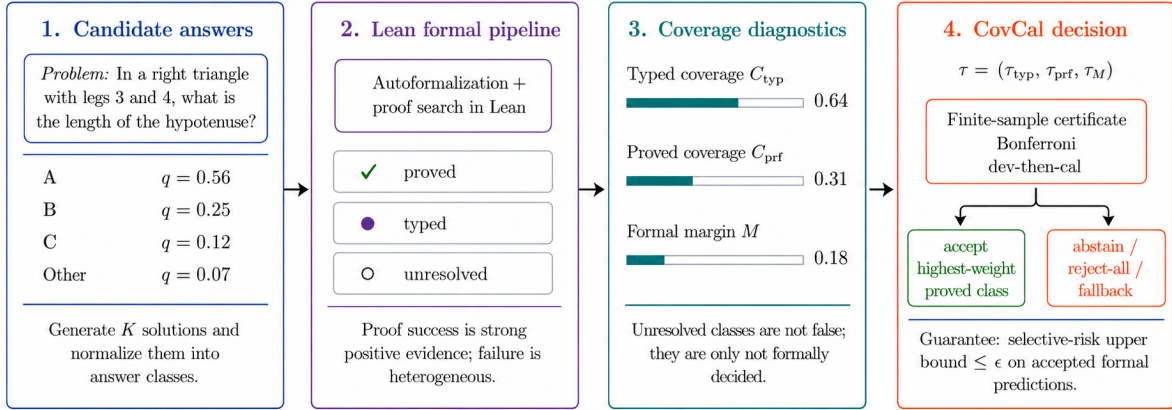 1. Candidate answers
Problem: In a right triangle
with legs 3 and 4, what is
the length of the hypotenuse?
A q = 0.56
B q = 0.25
C q = 0.12
Other q = 0.07
Generate K solutions and
normalize them into
answer classes.
2. Lean formal pipeline
Autoformalization +
proof search in Lean
proved
typed
unresolved
Proof success is strong
positive evidence; failure is
heterogeneous.
3. Coverage diagnostics
Typed coverage C_typ
0.64
Proved coverage C_prf
0.31
Formal margin M
0.18
Unresolved classes are not false;
they are only not formally
decided.
4. CovCal decision
τ = (τ_typ, τ_prf, τ_M)
Finite-sample certificate
Bonferroni
dev-then-cal
accept
highest-weight
proved class
abstain /
reject-all /
fallback
Guarantee: selective-risk upper
bound ≤ ϵ on accepted formal
predictions.